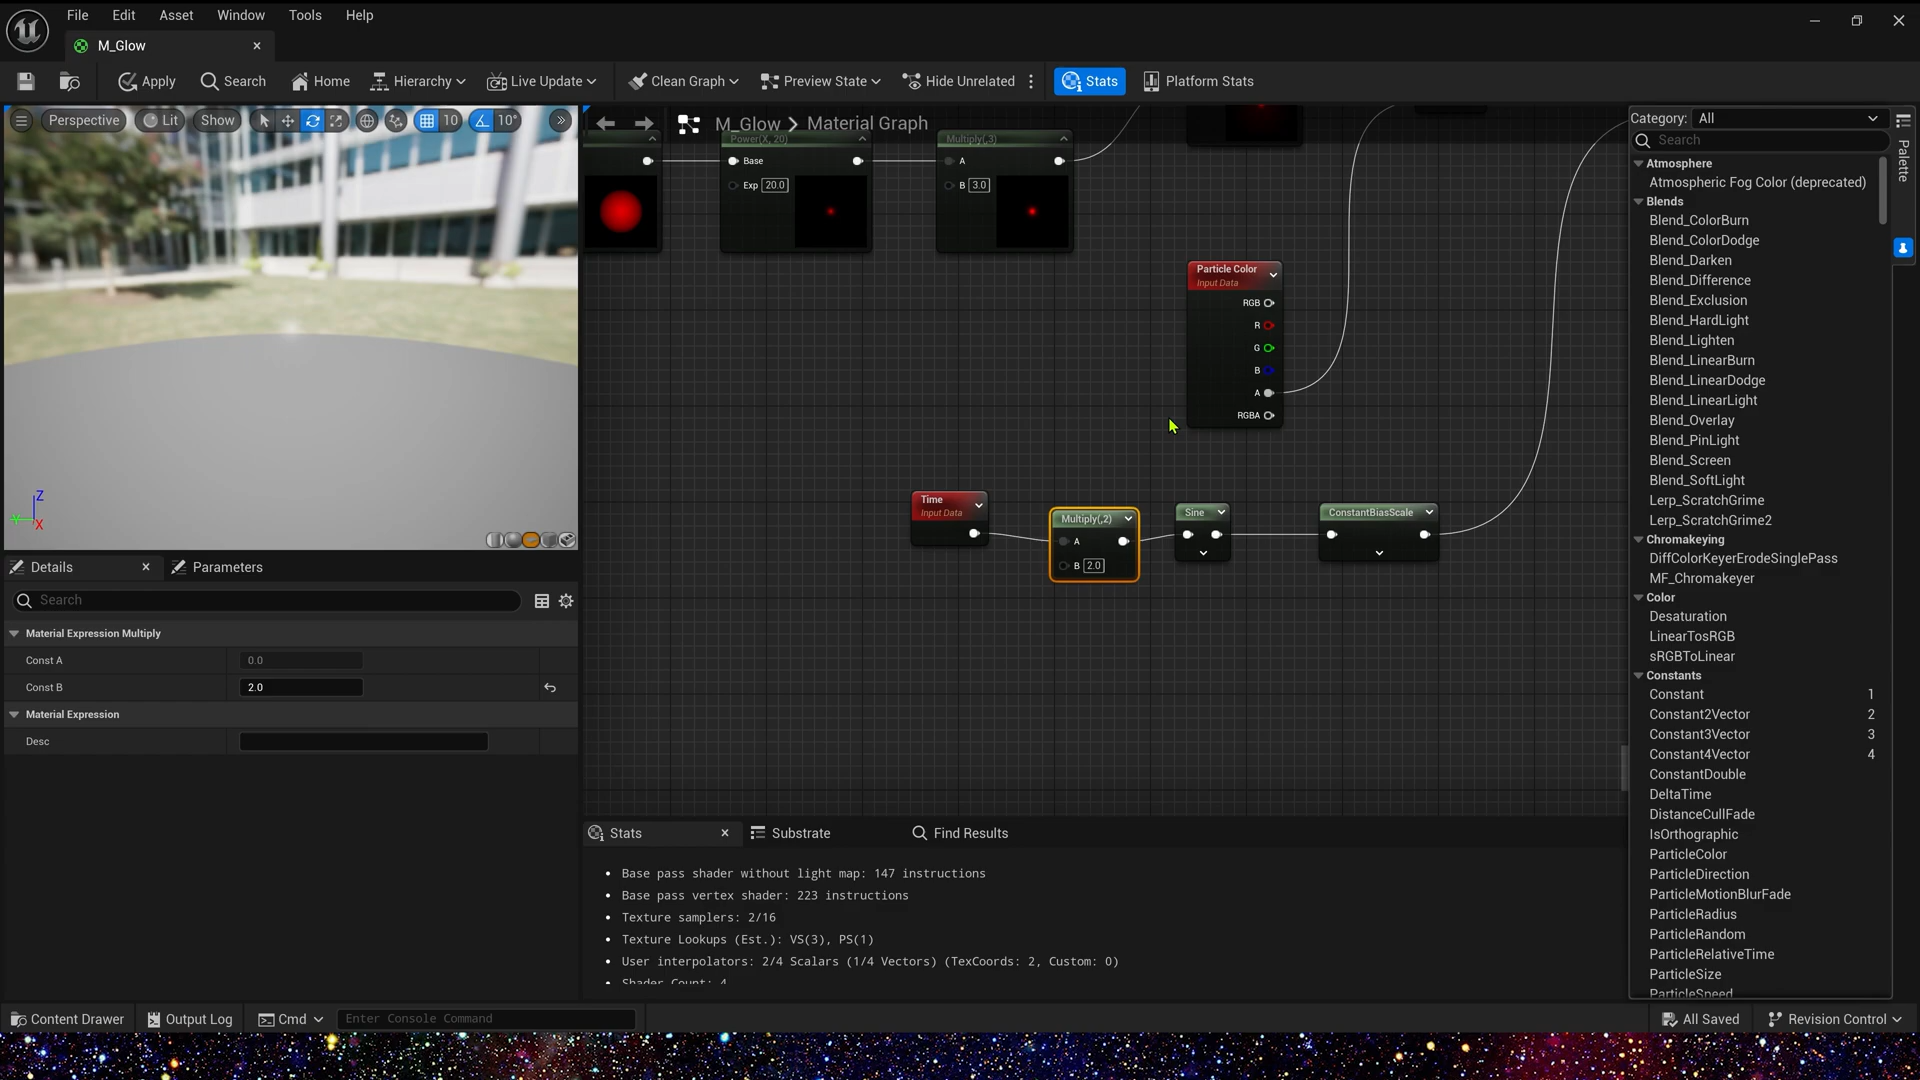 File Edit Asset Window Tools Help
M_Glow
Apply Search Home Hierarchy Live Update Clean Graph Preview State Hide Unrelated Stats Platform Stats
Perspective Lit Show 10 10°
M_Glow > Material Graph
Category: All
Search
Palette
Power(X, 20)
Base
Exp 20.0
Multiply(,3)
A
B 3.0
Particle Color
Input Data
RGB
R
G
B
A
RGBA
Time
Input Data
Multiply(,2)
A
B 2.0
Sine
ConstantBiasScale
Z
X
Atmosphere
Atmospheric Fog Color (deprecated)
Blends
Blend_ColorBurn
Blend_ColorDodge
Blend_Darken
Blend_Difference
Blend_Exclusion
Blend_HardLight
Blend_Lighten
Blend_LinearBurn
Blend_LinearDodge
Blend_LinearLight
Blend_Overlay
Blend_PinLight
Blend_Screen
Blend_SoftLight
Lerp_ScratchGrime
Lerp_ScratchGrime2
Chromakeying
DiffColorKeyerErodeSinglePass
MF_Chromakeyer
Color
Desaturation
LinearTosRGB
sRGBToLinear
Constants
Constant 1
Constant2Vector 2
Constant3Vector 3
Constant4Vector 4
ConstantDouble
DeltaTime
DistanceCullFade
IsOrthographic
ParticleColor
ParticleDirection
ParticleMotionBlurFade
ParticleRadius
ParticleRandom
ParticleRelativeTime
ParticleSize
ParticleSpeed
Details Parameters
Search
Material Expression Multiply
Const A 0.0
Const B 2.0
Material Expression
Desc
Stats Substrate Find Results
• Base pass shader without light map: 147 instructions
• Base pass vertex shader: 223 instructions
• Texture samplers: 2/16
• Texture Lookups (Est.): VS(3), PS(1)
• User interpolators: 2/4 Scalars (1/4 Vectors) (TexCoords: 2, Custom: 0)
• Shader Count: 4
Content Drawer Output Log Cmd Enter Console Command All Saved Revision Control